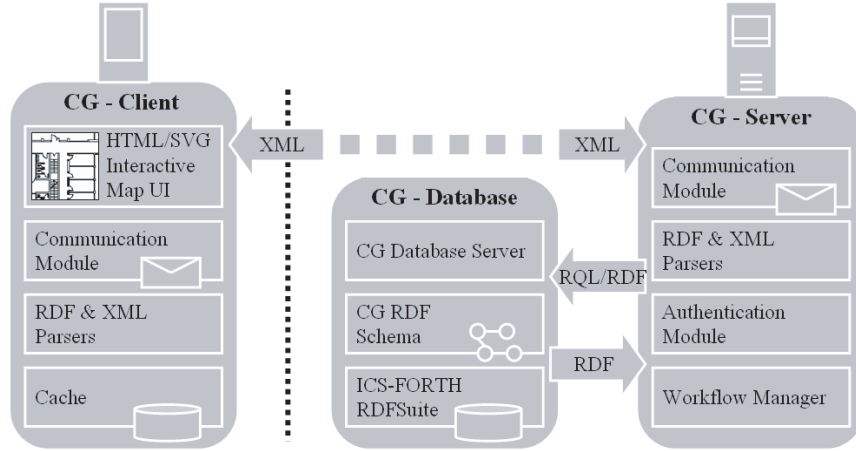 CG - Client
HTML/SVG
Interactive
Map UI
Communication
Module
RDF & XML
Parsers
Cache
XML
XML
CG - Database
CG Database Server
CG RDF
Schema
ICS-FORTH
RDFSuite
RQL/RDF
RDF
CG - Server
Communication
Module
RDF & XML
Parsers
Authentication
Module
Workflow Manager